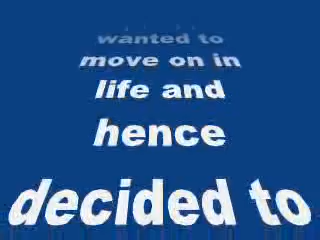 wanted to
move on in
life and
hence
decided to